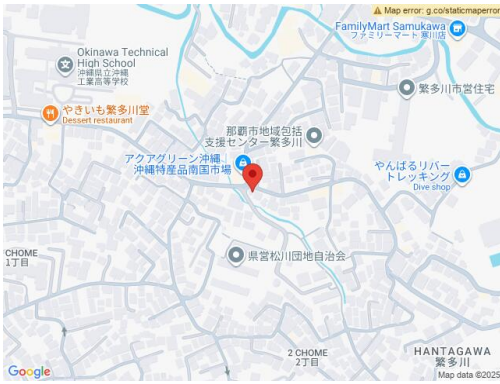 Map error: g.co/staticmaperror
FamilyMart Samukawa
ファミリーマート 寒川店
Okinawa Technical
High School
沖縄県立沖縄
工業高等学校
繁多川市営住宅
やきいも繁多川堂
Dessert restaurant
那覇市地域包括
支援センター繁多川
アクアグリーン沖縄、
沖縄特産品南国市場
やんばるリバー
トレッキング
Dive shop
県営松川団地自治会
CHOME
1丁目
2 CHOME
2丁目
HANTAGAWA
繁多川
Google
Map data ©2025